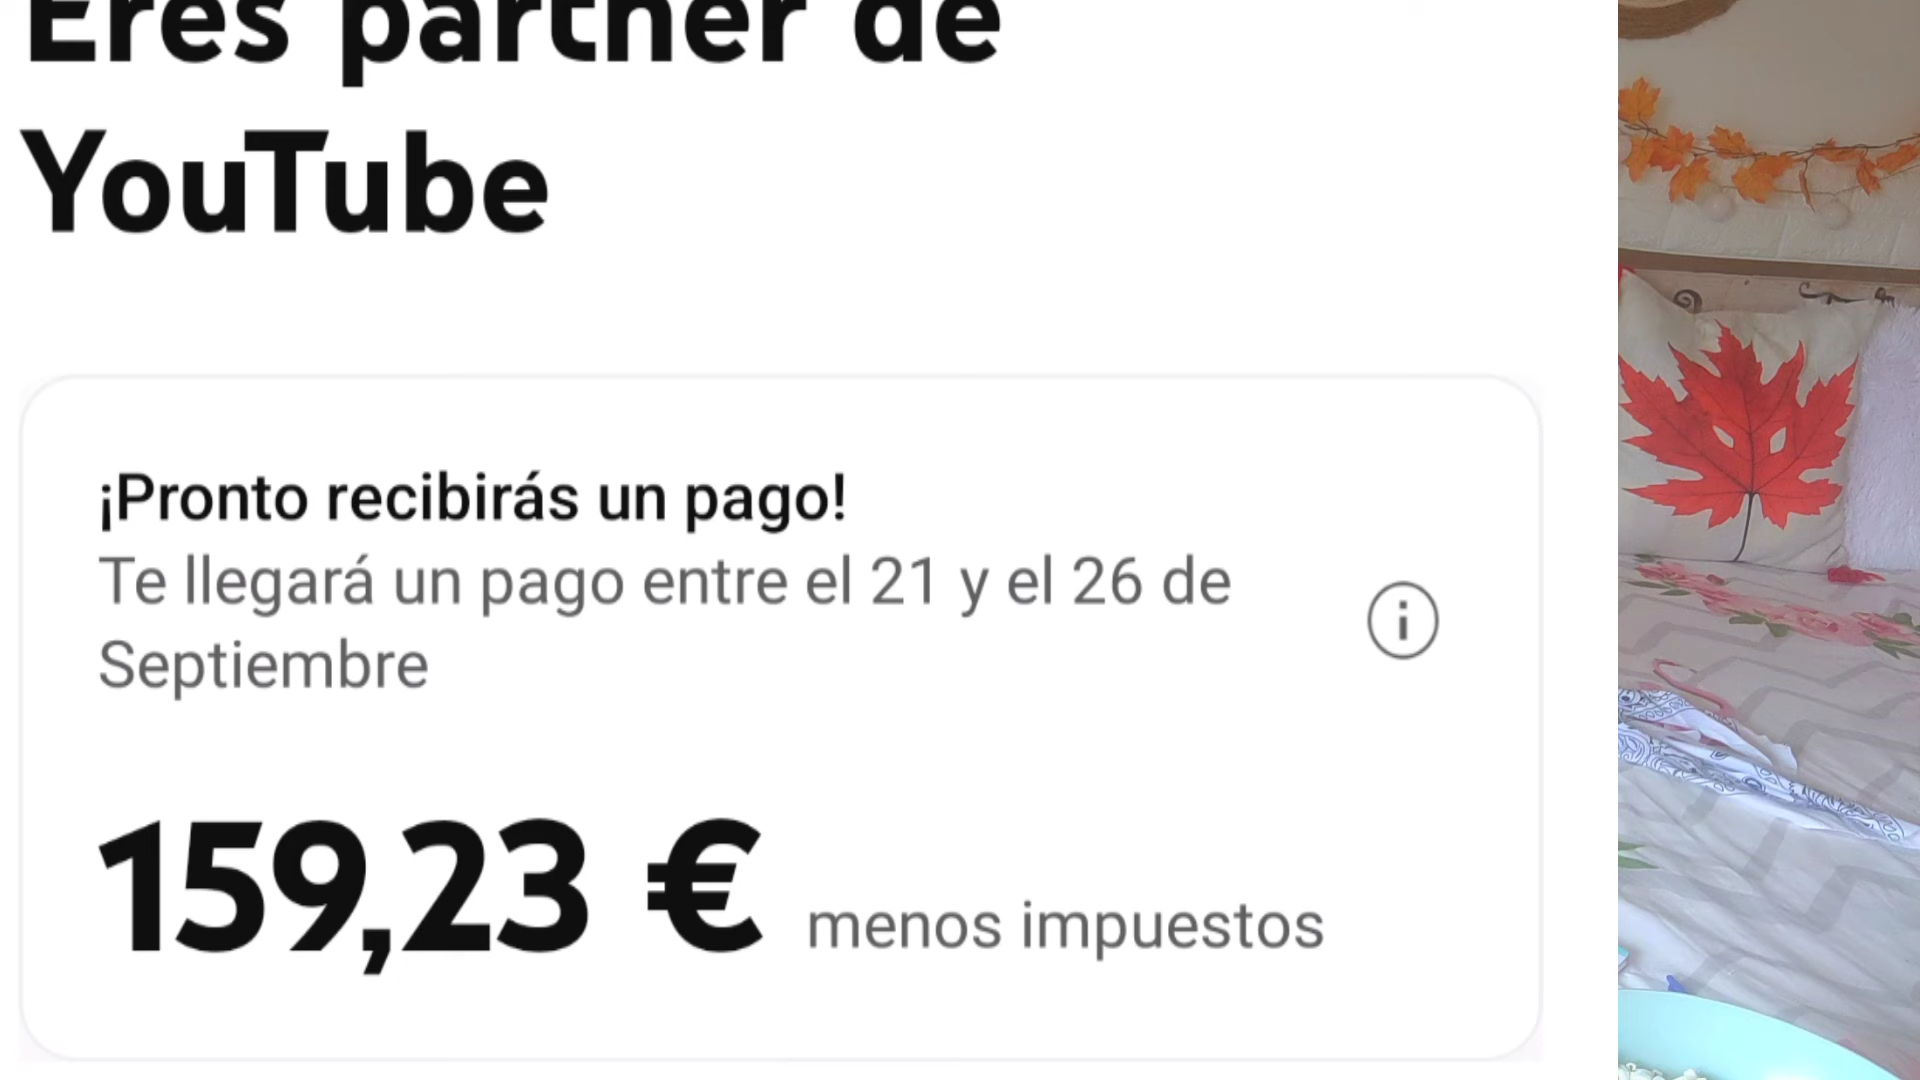 Eres partner de
YouTube
¡Pronto recibirás un pago!
Te llegará un pago entre el 21 y el 26 de
Septiembre
159,23 € menos impuestos